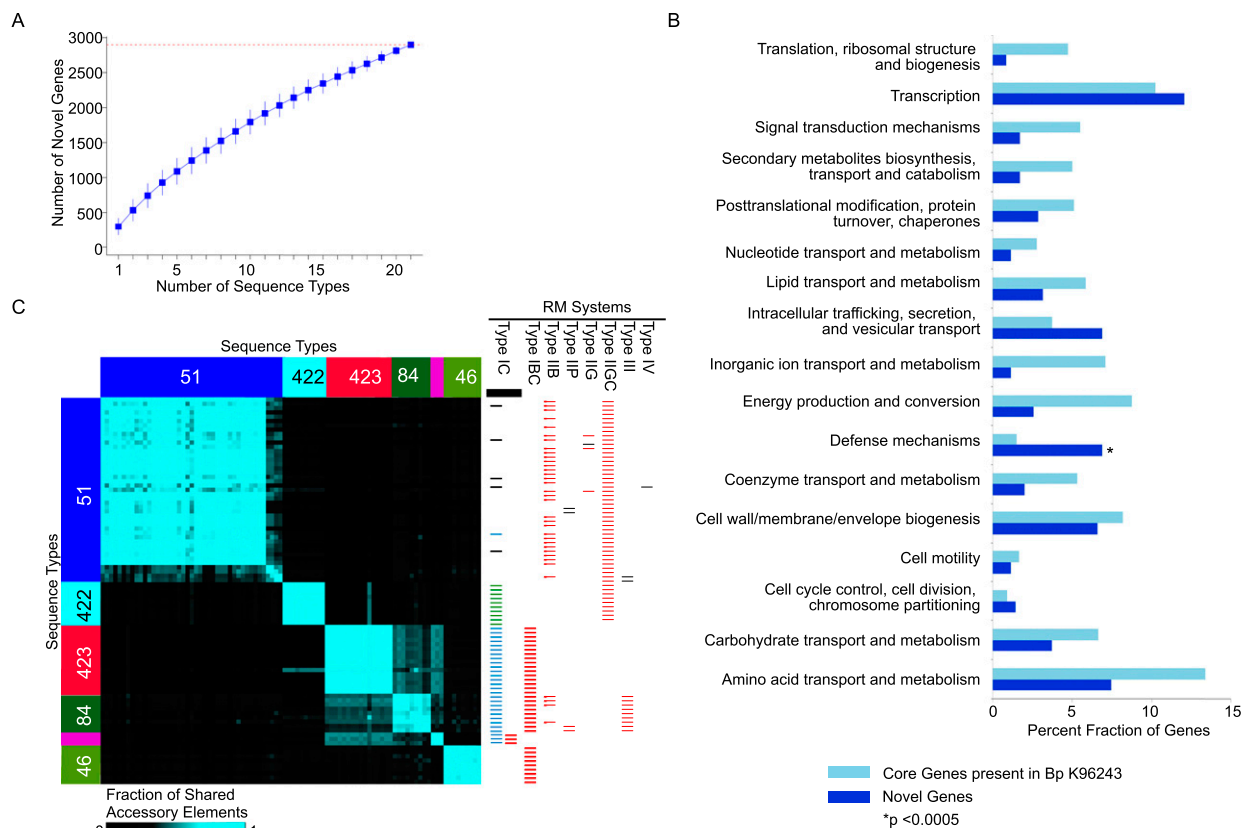 A
3000
2500
2000
1500
1000
500
0
Number of Novel Genes
1 5 10 15 20
Number of Sequence Types
B
Translation, ribosomal structure
and biogenesis
Transcription
Signal transduction mechanisms
Secondary metabolites biosynthesis,
transport and catabolism
Posttranslational modification, protein
turnover, chaperones
Nucleotide transport and metabolism
Lipid transport and metabolism
Intracellular trafficking, secretion,
and vesicular transport
Inorganic ion transport and metabolism
Energy production and conversion
Defense mechanisms
*
Coenzyme transport and metabolism
Cell wall/membrane/envelope biogenesis
Cell motility
Cell cycle control, cell division,
chromosome partitioning
Carbohydrate transport and metabolism
Amino acid transport and metabolism
0 5 10 15
Percent Fraction of Genes
Core Genes present in Bp K96243
Novel Genes
*p <0.0005
C
Sequence Types
51 422 423 84 46
Sequence Types
51
422
423
84
46
RM Systems
Type IC
Type IBC
Type IIB
Type IIP
Type IIG
Type IIGC
Type III
Type IV
Fraction of Shared
Accessory Elements